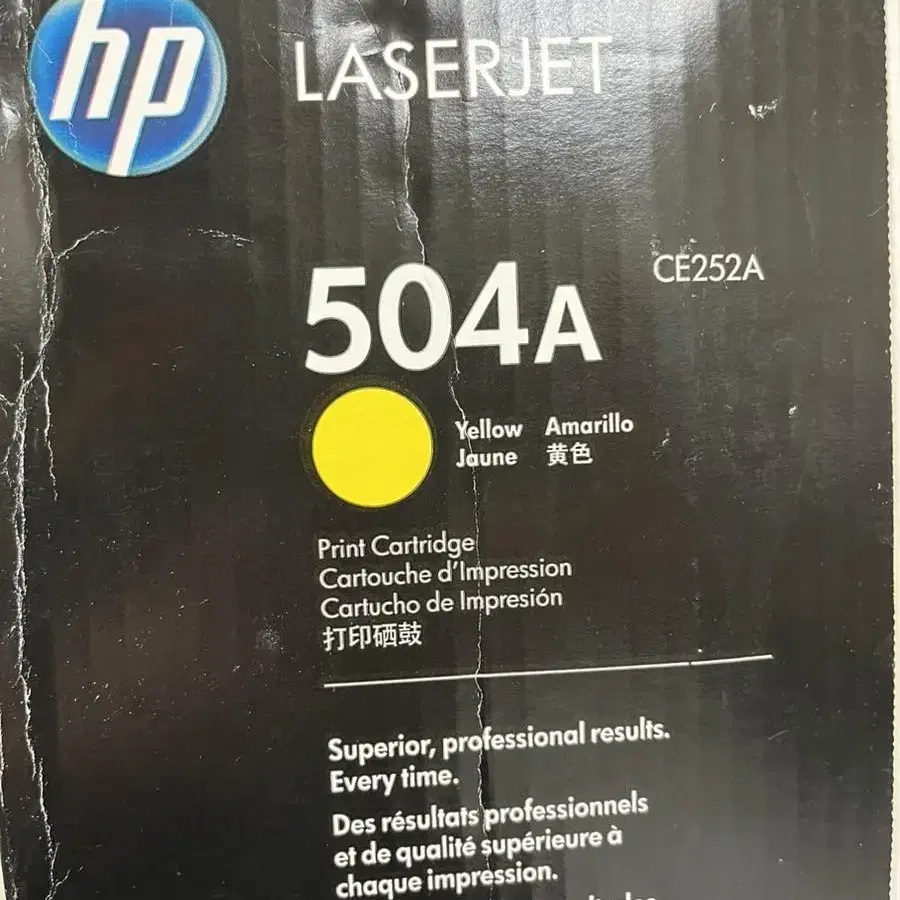 hp
LASERJET
504A
CE252A
Yellow Amarillo
Jaune 黄色
Print Cartridge
Cartouche d'Impression
Cartucho de Impresión
打印硒鼓
Superior, professional results.
Every time.
Des résultats professionnels
et de qualité supérieure à
chaque impression.